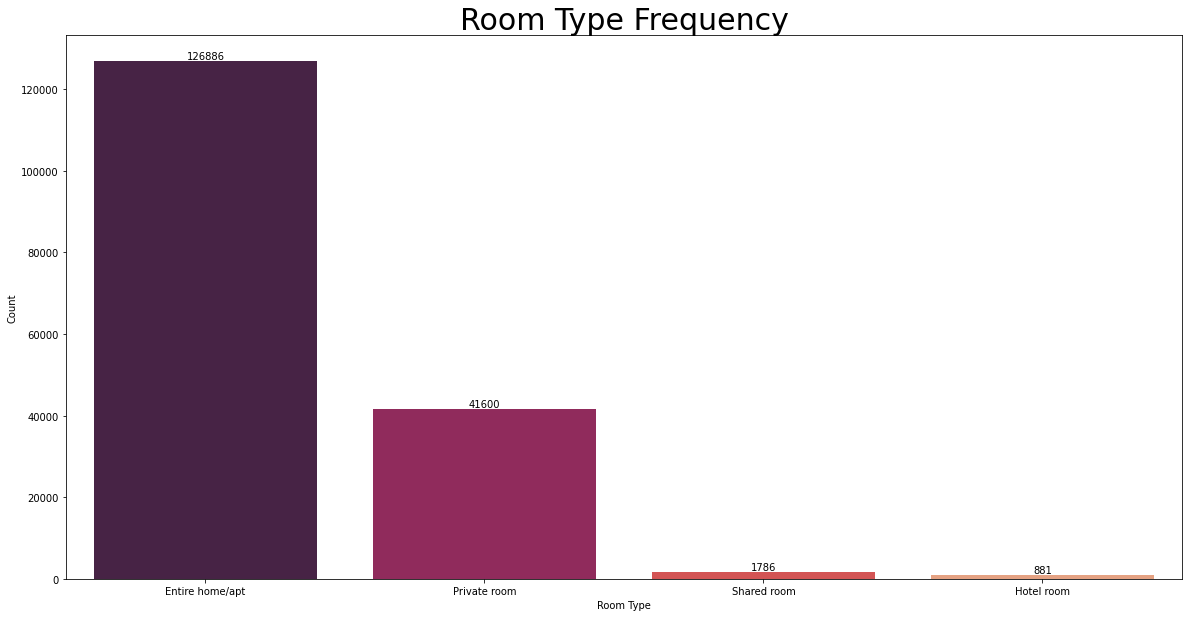 Room Type Frequency
126886
120000
100000
80000
60000
40000
20000
0
Count
41600
1786
881
Entire home/apt
Private room
Shared room
Hotel room
Room Type